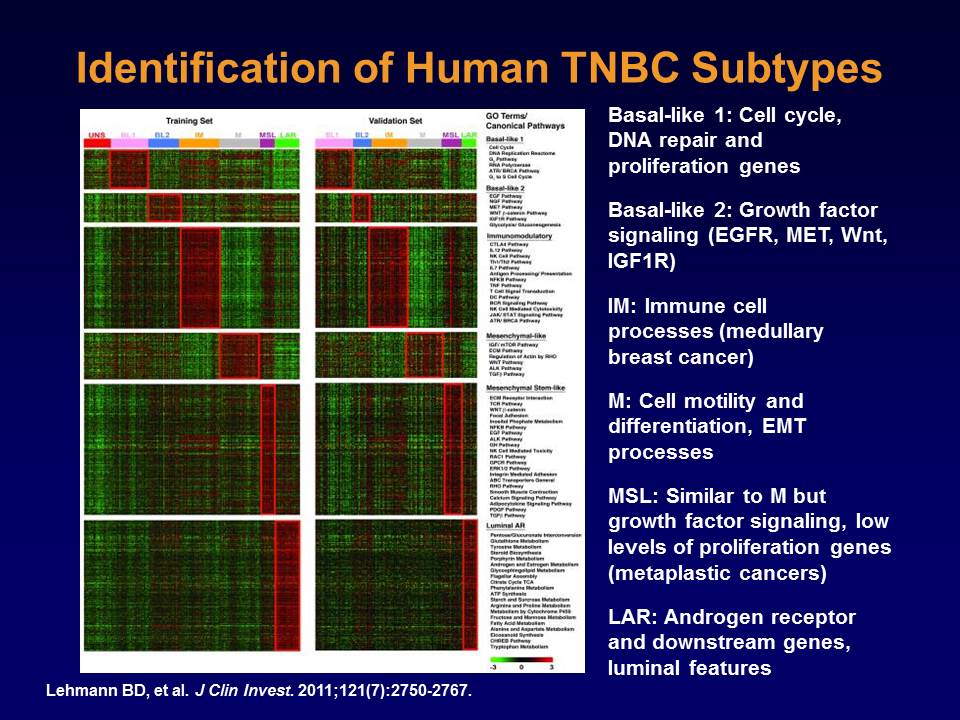 Identification of Human TNBC Subtypes
Training Set
Validation Set
GO Terms/
Canonical Pathways
UNS BL1 BL2 IM M MSL LAR
BL1 BL2 IM M MSL LAR
Basal-like 1
Cell Cycle
DNA Replication Reactome
G₂ Pathway
RNA Polymerase
ATR/ BRCA Pathway
G₁ to S Cell Cycle
Basal-like 2
EGF Pathway
NGF Pathway
MET Pathway
WNT β-catenin Pathway
IGF1R Pathway
Glycolysis/ Gluconeogenesis
Immunomodulatory
CTLA4 Pathway
IL12 Pathway
NK Cell Pathway
Th1/Th2 Pathway
IL7 Pathway
Antigen Processing/ Presentation
NFKB Pathway
TNF Pathway
T Cell Signal Transduction
DC Pathway
BCR Signaling Pathway
NK Cell Mediated Cytotoxicity
JAK/ STAT Signaling Pathway
ATR/ BRCA Pathway
Mesenchymal-like
IGF/ mTOR Pathway
ECM Pathway
Regulation of Actin by RHO
WNT Pathway
ALK Pathway
TGFβ Pathway
Mesenchymal Stem-like
ECM Receptor Interaction
TCR Pathway
WNT β-catenin
Focal Adhesion
Inositol Phosphate Metabolism
NFKB Pathway
EGF Pathway
ALK Pathway
GH Pathway
NK Cell Mediated Toxicity
RAC1 Pathway
GPCR Pathway
ERK1/2 Pathway
Integrin Mediated Adhesion
ABC Transporters General
RHO Pathway
Smooth Muscle Contraction
Calcium Signaling Pathway
Adipocytokine Signaling Pathway
PDGF Pathway
TGFβ Pathway
Luminal AR
Pentose/Glucuronate Interconversion
Glutathione Metabolism
Tyrosine Metabolism
Steroid Biosynthesis
Porphyrin Metabolism
Androgen and Estrogen Metabolism
Glycosphingolipid Metabolism
Flagellar Assembly
Citrate Cycle TCA
Phenylalanine Metabolism
ATP Synthesis
Starch and Sucrose Metabolism
Arginine and Proline Metabolism
Metabolism by Cytochrome P450
Fructose and Mannose Metabolism
Fatty Acid Metabolism
Alanine and Aspartate Metabolism
Eicosanoid Synthesis
CHREB Pathway
Tryptophan Metabolism
-3 0 3
Basal-like 1: Cell cycle,
DNA repair and
proliferation genes
Basal-like 2: Growth factor
signaling (EGFR, MET, Wnt,
IGF1R)
IM: Immune cell
processes (medullary
breast cancer)
M: Cell motility and
differentiation, EMT
processes
MSL: Similar to M but
growth factor signaling, low
levels of proliferation genes
(metaplastic cancers)
LAR: Androgen receptor
and downstream genes,
luminal features
Lehmann BD, et al. J Clin Invest. 2011;121(7):2750-2767.